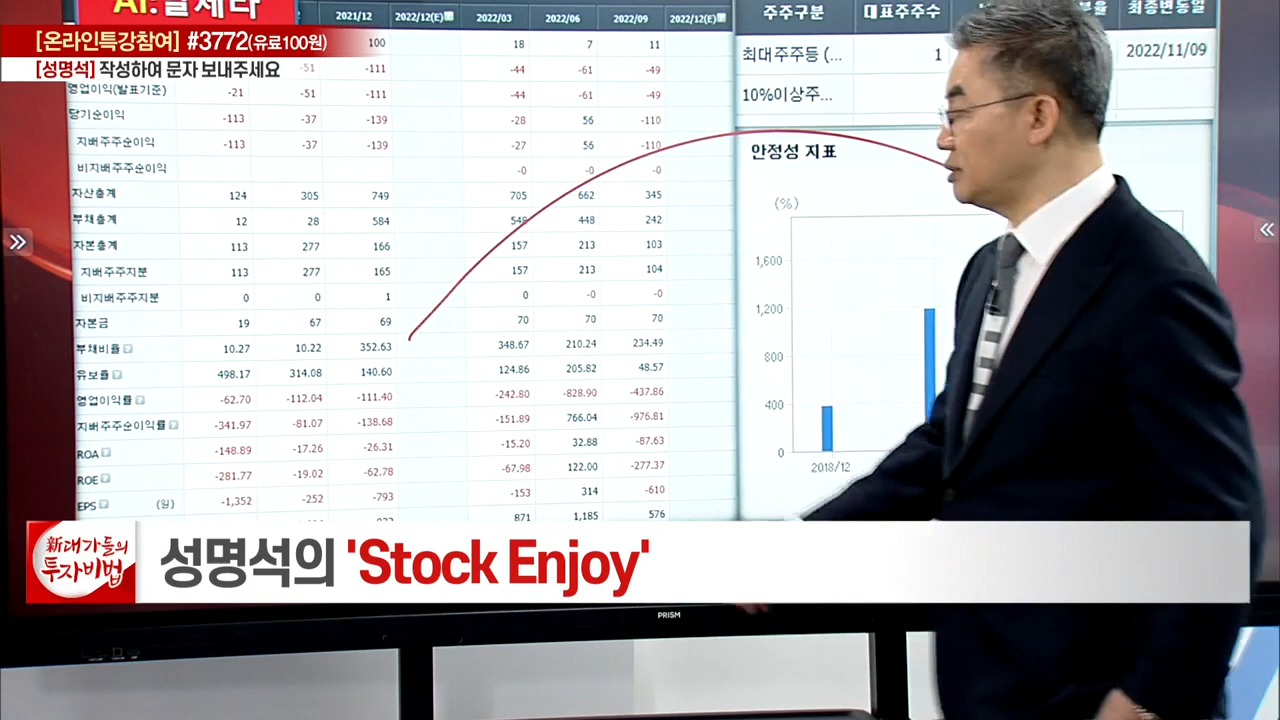 [온라인특강참여] #3772(유료100원)
[성명석] 작성하여 문자 보내주세요
2021/12 2022/12(E) 2022/03 2022/06 2022/09 2022/12(E)
100 18 7 11
-51 -111 -44 -61 -49
영업이익(발표기준) -21 -51 -111 -44 -61 -49
당기순이익 -113 -37 -139 -28 56 -110
지배주주순이익 -113 -37 -139 -27 56 -110
비지배주주순이익 -0 -0 -0
자산총계 124 305 749 705 662 345
부채총계 12 28 584 548 448 242
자본총계 113 277 166 157 213 103
지배주주지분 113 277 165 157 213 104
비지배주주지분 0 0 1 0 -0 -0
자본금 19 67 69 70 70 70
부채비율 10.27 10.22 352.63 348.67 210.24 234.49
유보율 498.17 314.08 140.60 124.86 205.82 48.57
영업이익률 -62.70 -112.04 -111.40 -242.80 -828.90 -437.86
지배주주순이익률 -341.97 -81.07 -138.68 -151.89 766.04 -976.81
ROA -148.89 -17.26 -26.31 -15.20 32.88 -87.63
ROE -281.77 -19.02 -62.78 -67.98 122.00 -277.37
EPS (원) -1,352 -252 -793 -153 314 -610
871 1,185 576
주주구분 대표주주수 최종변동일
최대주주등 (... 1 2022/11/09
10%이상주...
안정성 지표
(%)
1,600
1,200
800
400
0
2018/12
新대가들의
투자비법
성명석의 'Stock Enjoy'
PRISM